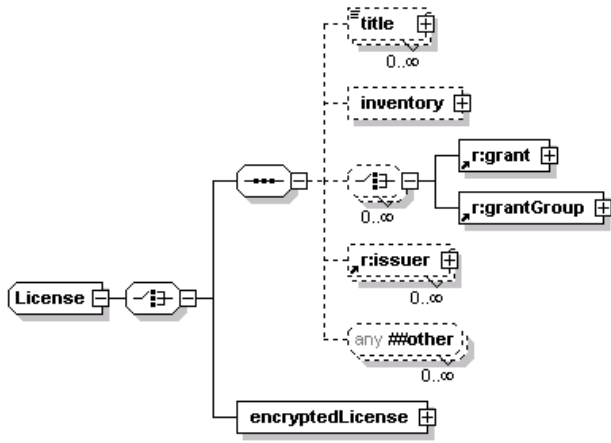 title
0..∞
inventory
r:grant
0..∞
r:grantGroup
r:issuer
0..∞
License
any ##other
0..∞
encryptedLicense